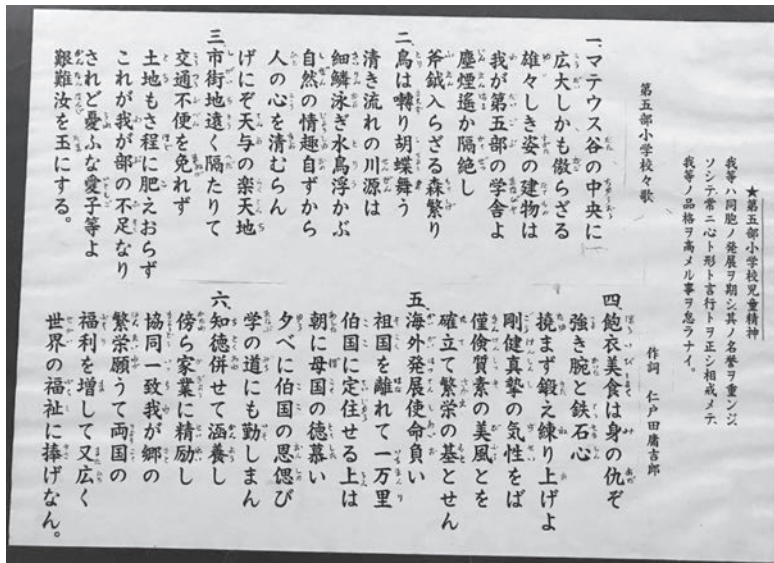 ★第五部小学校児童精神
我等ハ同胞ノ発展ヲ期シ其ノ名誉ヲ重ンジ
ソシテ常ニ心ト形ト言行トヲ正シ相戒メテ
我等ノ品格ヲ高メル事ヲ怠ラナイ。
第五部小学校々歌
作詞 仁戸田庸吉郎
一、マテウス谷の中央に
広大しかも傲らざる
雄々しき姿の建物は
我が第五部の学舎よ
塵煙遙か隔絶し
斧鉞入らざる森繁り
二、鳥は囀り胡蝶舞う
清き流れの川源は
細鱗泳ぎ水鳥浮かぶ
自然の情趣自ずから
人の心を清むらん
げにぞ天与の楽天地
三、市街地遠く隔たりて
交通不便を免れず
土地もさ程に肥えおらず
これが我が部の不足なり
されど憂ふな愛子等よ
艱難汝を玉にする。
四、飽衣美食は身の仇ぞ
強き腕と鉄石心
撓まず鍛え練り上げよ
剛健真摯の気性をば
僅倹質素の美風とを
確立て繁栄の基とせん
五、海外発展使命負い
祖国を離れて一万里
伯国に定住せる上は
朝に母国の徳慕い
夕べに伯国の恩偲び
学の道にも勤しまん
六、知徳併せて涵養し
傍ら家業に精励し
協同一致我が郷の
繁栄願うて両国の
福利を増して又広く
世界の福祉に捧げなん。